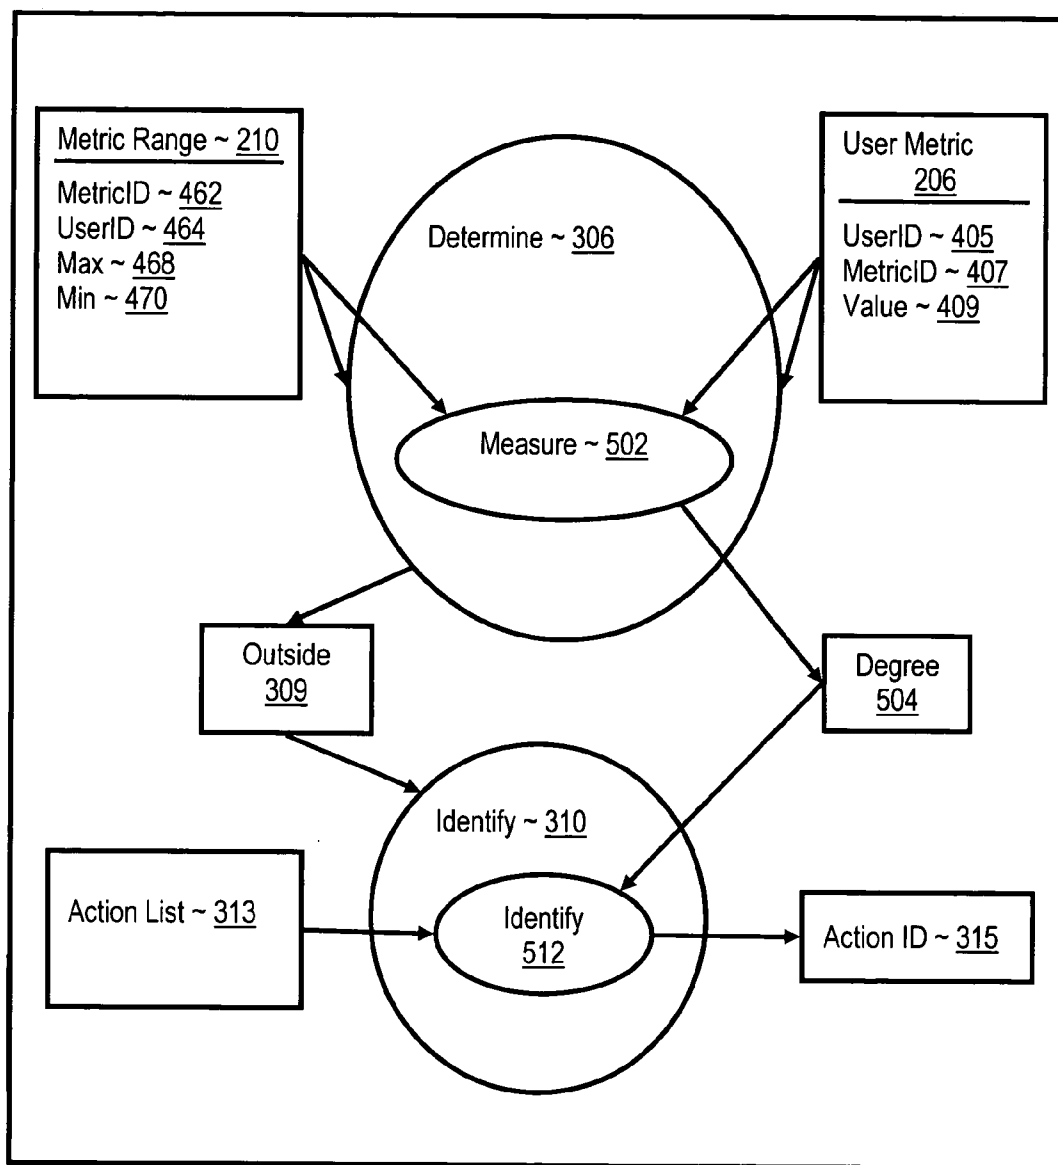 Metric Range ~ 210
MetricID ~ 462
UserID ~ 464
Max ~ 468
Min ~ 470
User Metric
206
UserID ~ 405
MetricID ~ 407
Value ~ 409
Determine ~ 306
Measure ~ 502
Outside
309
Degree
504
Identify ~ 310
Action List ~ 313
Identify
512
Action ID ~ 315